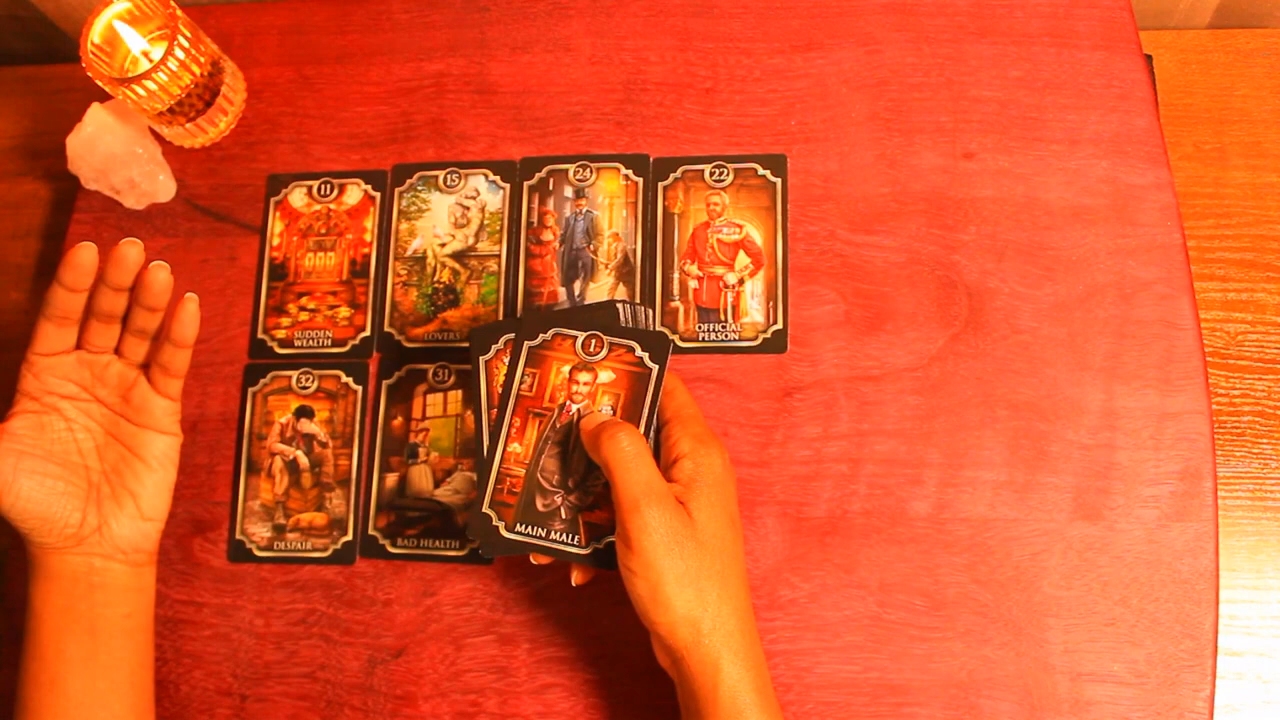 11
SUDDEN
WEALTH
15
LOVERS
24
22
OFFICIAL
PERSON
32
DESPAIR
31
BAD HEALTH
1
MAIN MALE